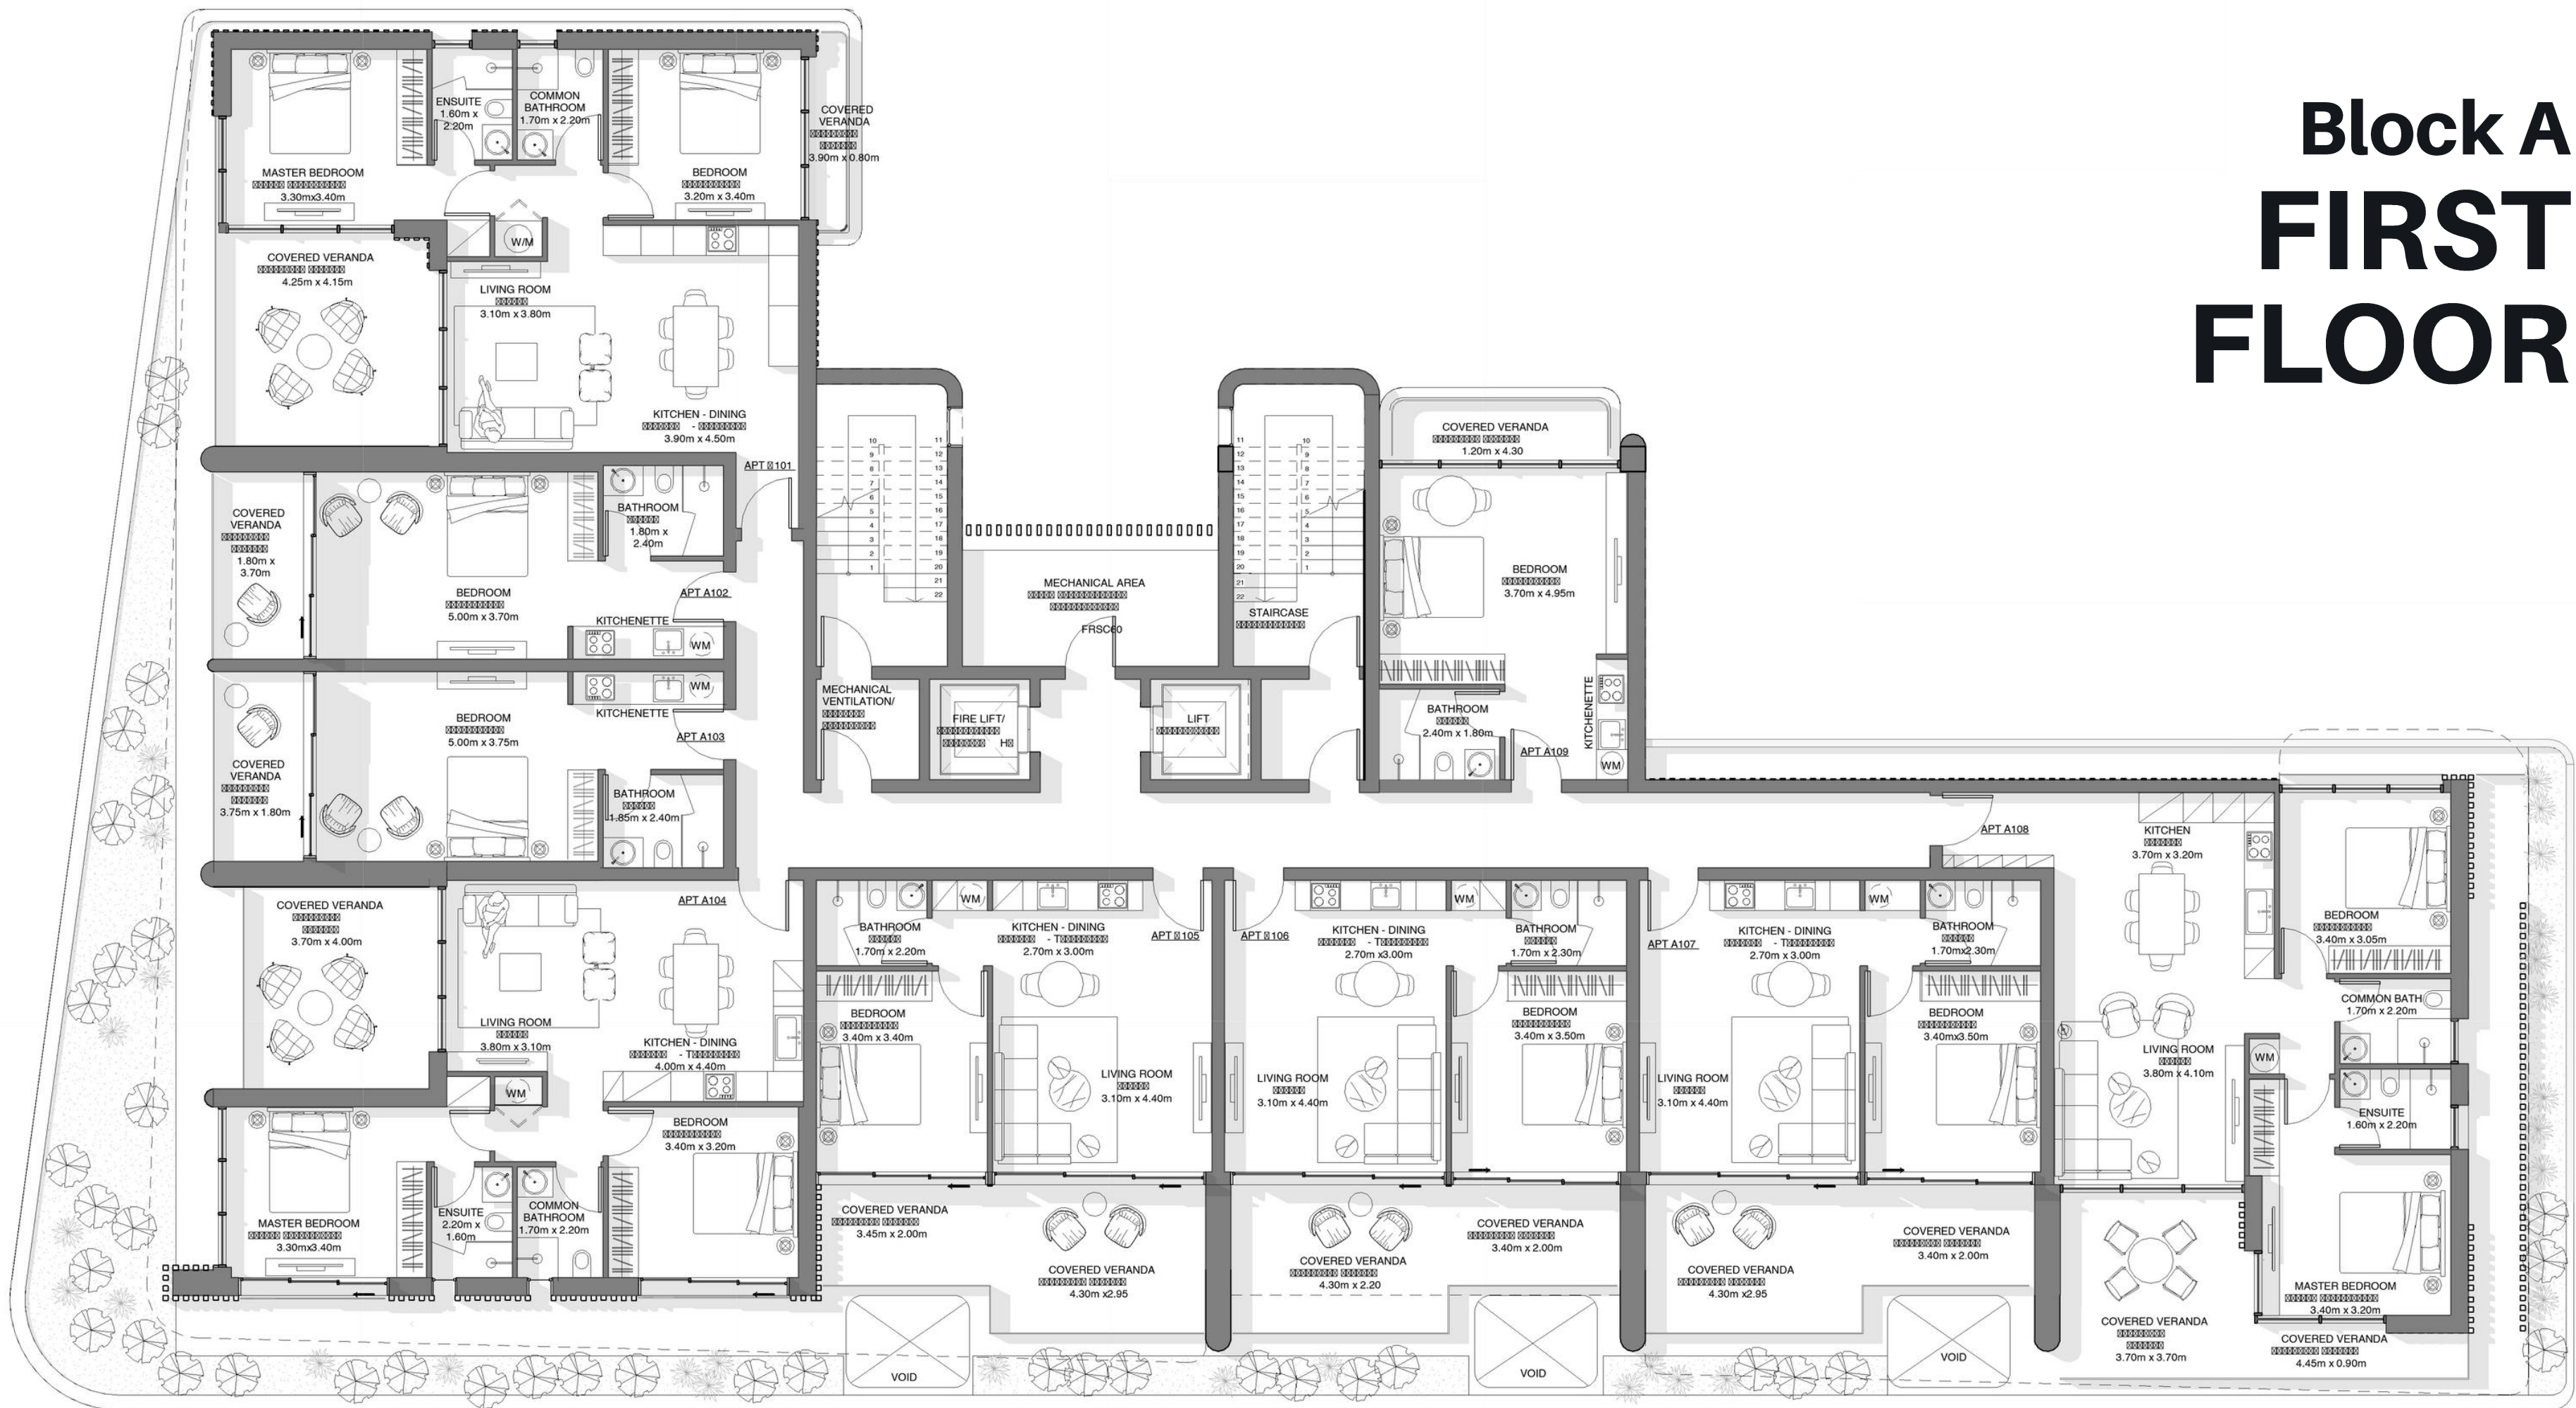 Block A
FIRST
FLOOR
MASTER BEDROOM
3.30mx3.40m
ENSUITE
1.60m x
2.20m
COMMON
BATHROOM
1.70m x 2.20m
BEDROOM
3.20m x 3.40m
COVERED
VERANDA
3.90m x 0.80m
W/M
COVERED VERANDA
4.25m x 4.15m
LIVING ROOM
3.10m x 3.80m
KITCHEN - DINING
-
3.90m x 4.50m
101
APT
COVERED
VERANDA
1.80m x
3.70m
BEDROOM
5.00m x 3.70m
BATHROOM
1.80m x
2.40m
APT A102
KITCHENETTE
WM
COVERED
VERANDA
3.75m x 1.80m
BEDROOM
5.00m x 3.75m
WM
KITCHENETTE
APT A103
BATHROOM
1.85m x 2.40m
MECHANICAL AREA
FRSC60
STAIRCASE
MECHANICAL
VENTILATION/
FIRE LIFT/
H
LIFT
COVERED VERANDA
1.20m x 4.30
BEDROOM
3.70m x 4.95m
BATHROOM
2.40m x 1.80m
KITCHENETTE
APT A109
WM
COVERED VERANDA
3.70m x 4.00m
APT A104
LIVING ROOM
3.80m x 3.10m
KITCHEN - DINING
- T
4.00m x 4.40m
WM
MASTER BEDROOM
3.30mx3.40m
ENSUITE
2.20m x
1.60m
COMMON
BATHROOM
1.70m x 2.20m
BEDROOM
3.40m x 3.20m
BATHROOM
1.70m x 2.20m
WM
KITCHEN - DINING
- T
2.70m x 3.00m
APT 105
BEDROOM
3.40m x 3.40m
LIVING ROOM
3.10m x 4.40m
COVERED VERANDA
3.45m x 2.00m
COVERED VERANDA
4.30m x2.95
VOID
APT 106
KITCHEN - DINING
- T
2.70m x3.00m
WM
BATHROOM
1.70m x 2.30m
LIVING ROOM
3.10m x 4.40m
BEDROOM
3.40m x 3.50m
COVERED VERANDA
4.30m x 2.20
COVERED VERANDA
3.40m x 2.00m
VOID
APT A107
KITCHEN - DINING
- T
2.70m x 3.00m
WM
BATHROOM
1.70mx2.30m
LIVING ROOM
3.10m x 4.40m
BEDROOM
3.40mx3.50m
COVERED VERANDA
4.30m x2.95
COVERED VERANDA
3.40m x 2.00m
VOID
APT A108
KITCHEN
3.70m x 3.20m
BEDROOM
3.40m x 3.05m
COMMON BATH
1.70m x 2.20m
LIVING ROOM
3.80m x 4.10m
WM
ENSUITE
1.60m x 2.20m
MASTER BEDROOM
3.40m x 3.20m
COVERED VERANDA
3.70m x 3.70m
COVERED VERANDA
4.45m x 0.90m